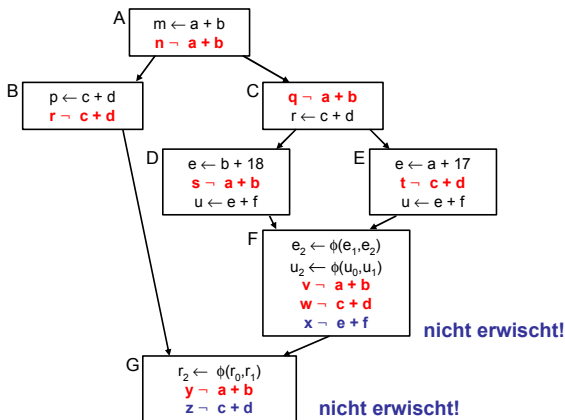 A
m ← a + b
n ¬ a + b
B
p ← c + d
r ¬ c + d
C
q ¬ a + b
r ← c + d
D
e ← b + 18
s ¬ a + b
u ← e + f
E
e ← a + 17
t ¬ c + d
u ← e + f
F
e₂ ← ϕ(e₁,e₂)
u₂ ← ϕ(u₀,u₁)
v ¬ a + b
w ¬ c + d
x ¬ e + f
nicht erwischt!
G
r₂ ← ϕ(r₀,r₁)
y ¬ a + b
z ¬ c + d
nicht erwischt!